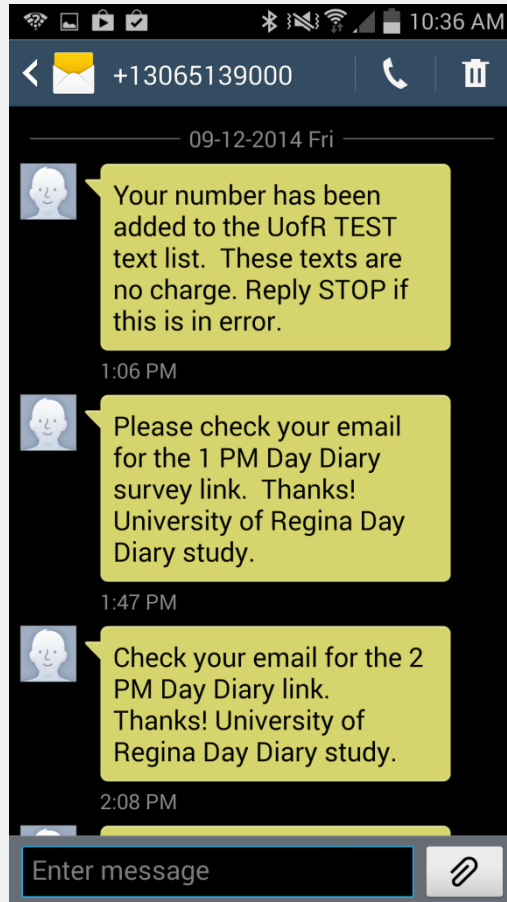 10:36 AM
+13065139000
09-12-2014 Fri
Your number has been
added to the UofR TEST
text list.  These texts are
no charge. Reply STOP if
this is in error.
1:06 PM
Please check your email
for the 1 PM Day Diary
survey link.  Thanks!
University of Regina Day
Diary study.
1:47 PM
Check your email for the 2
PM Day Diary link.
Thanks! University of
Regina Day Diary study.
2:08 PM
Enter message